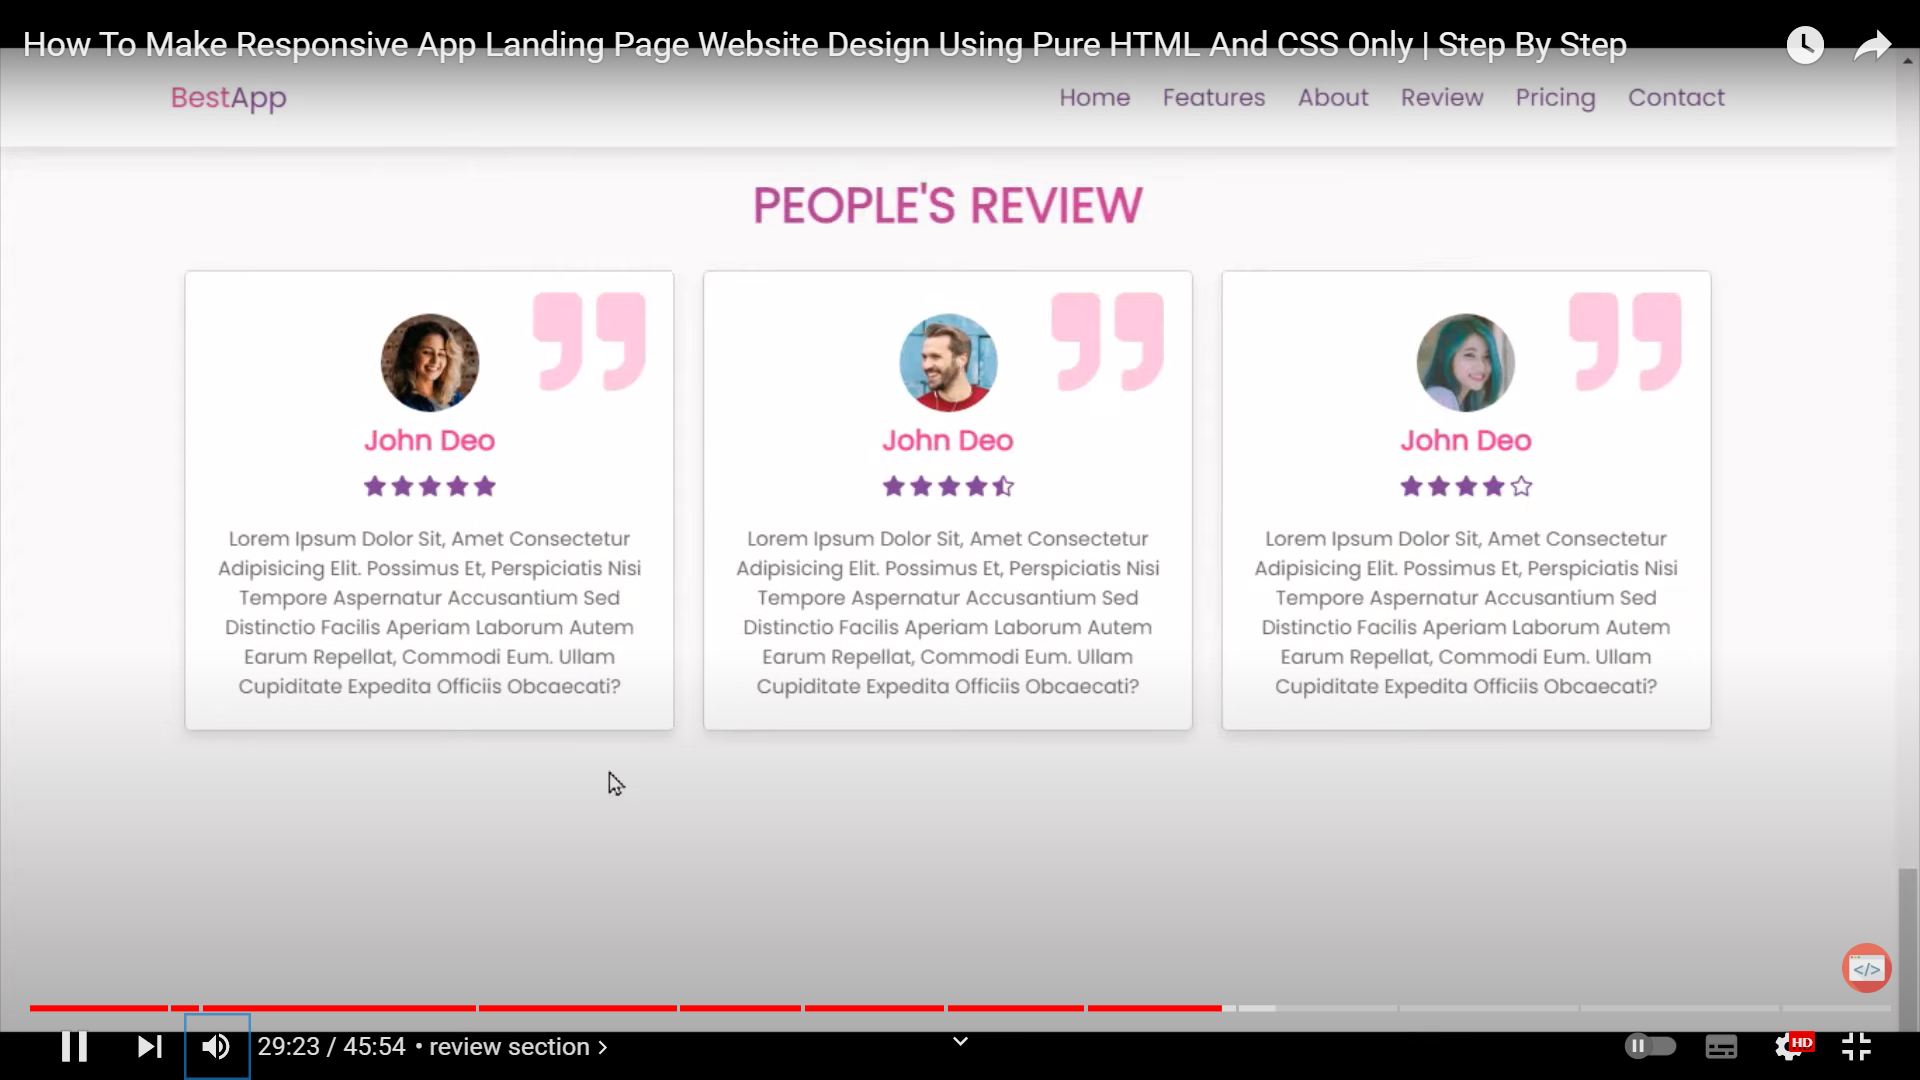 How To Make Responsive App Landing Page Website Design Using Pure HTML And CSS Only | Step By Step
BestApp
Home Features About Review Pricing Contact
PEOPLE'S REVIEW
John Deo
Lorem Ipsum Dolor Sit, Amet Consectetur
Adipisicing Elit. Possimus Et, Perspiciatis Nisi
Tempore Aspernatur Accusantium Sed
Distinctio Facilis Aperiam Laborum Autem
Earum Repellat, Commodi Eum. Ullam
Cupiditate Expedita Officiis Obcaecati?
John Deo
Lorem Ipsum Dolor Sit, Amet Consectetur
Adipisicing Elit. Possimus Et, Perspiciatis Nisi
Tempore Aspernatur Accusantium Sed
Distinctio Facilis Aperiam Laborum Autem
Earum Repellat, Commodi Eum. Ullam
Cupiditate Expedita Officiis Obcaecati?
John Deo
Lorem Ipsum Dolor Sit, Amet Consectetur
Adipisicing Elit. Possimus Et, Perspiciatis Nisi
Tempore Aspernatur Accusantium Sed
Distinctio Facilis Aperiam Laborum Autem
Earum Repellat, Commodi Eum. Ullam
Cupiditate Expedita Officiis Obcaecati?
</>
29:23 / 45:54 • review section >
HD